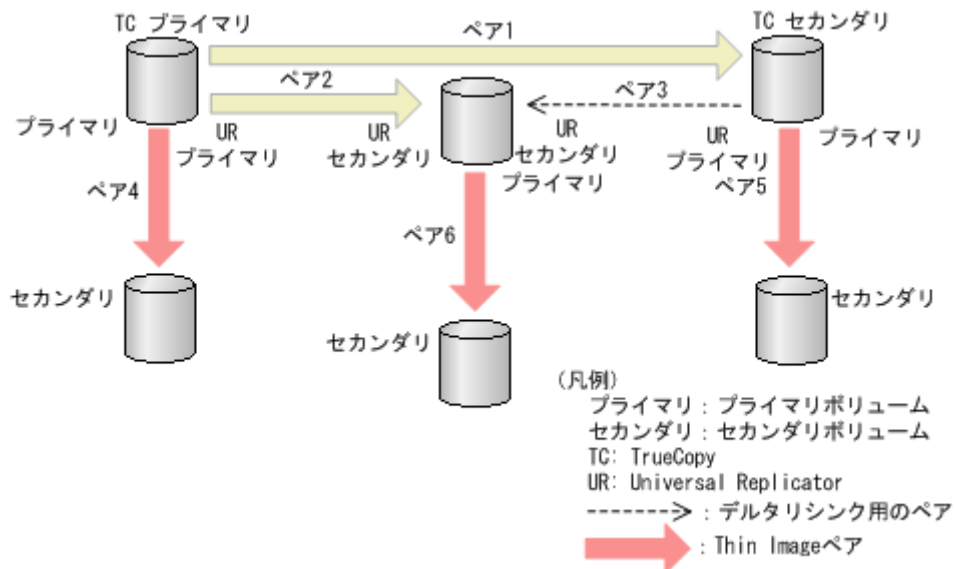 TC プライマリ
TC セカンダリ
ペア1
ペア2
ペア3
プライマリ
UR
プライマリ
UR
セカンダリ
UR
セカンダリ
プライマリ
UR
プライマリ
プライマリ
ペア4
ペア5
ペア6
セカンダリ
セカンダリ
セカンダリ
(凡例)
プライマリ：プライマリボリューム
セカンダリ：セカンダリボリューム
TC: TrueCopy
UR: Universal Replicator
：デルタリシンク用のペア
：Thin Imageペア